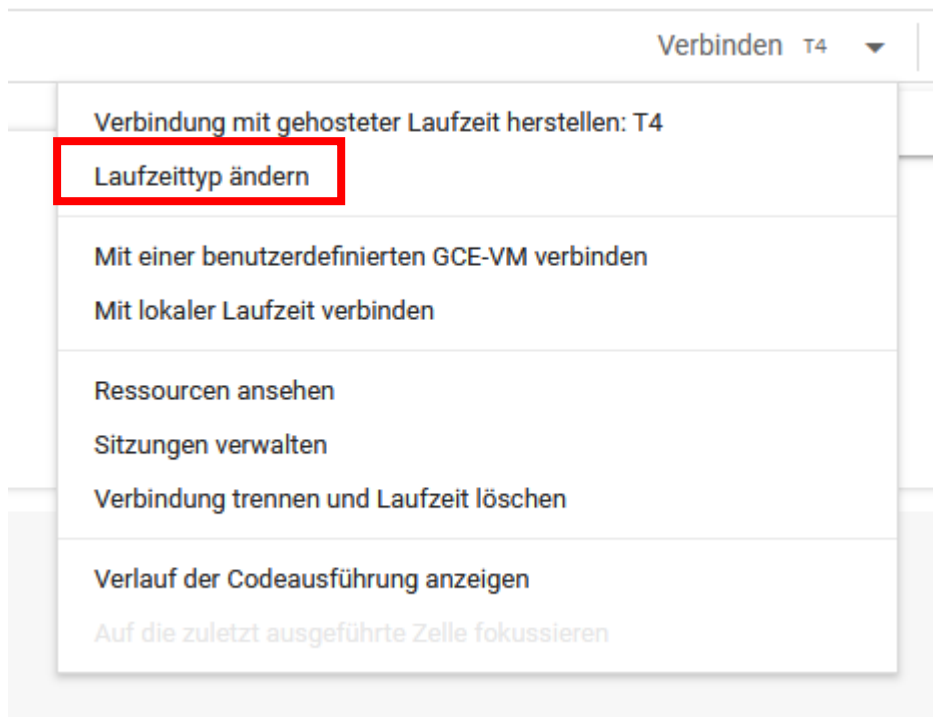 Verbinden T4
Verbindung mit gehosteter Laufzeit herstellen: T4
Laufzeittyp ändern
Mit einer benutzerdefinierten GCE-VM verbinden
Mit lokaler Laufzeit verbinden
Ressourcen ansehen
Sitzungen verwalten
Verbindung trennen und Laufzeit löschen
Verlauf der Codeausführung anzeigen
Auf die zuletzt ausgeführte Zelle fokussieren